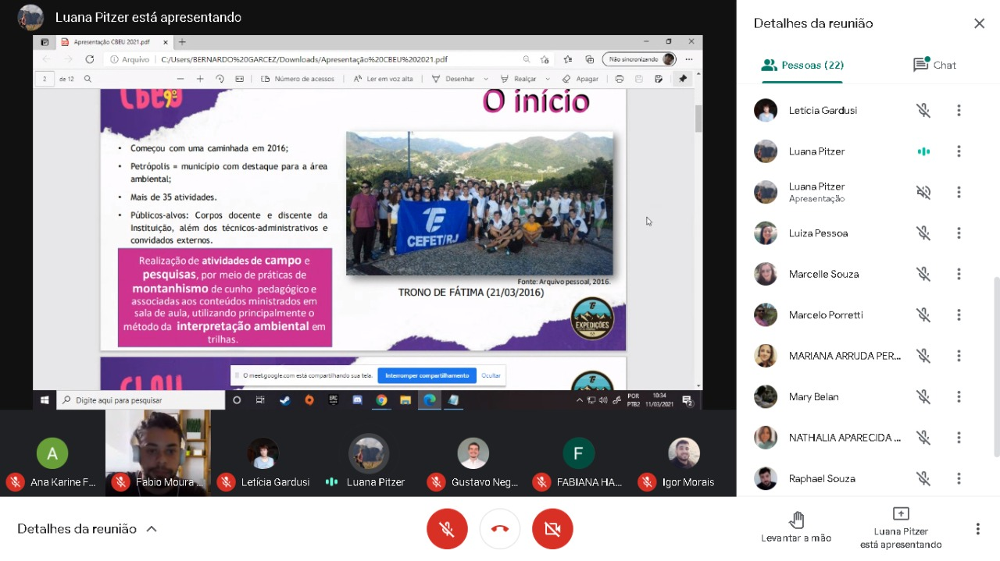 Luana Pitzer está apresentando
Apresentação CBEU 2021.pdf
Arquivo
C:/Users/BERNARDO%20GARCEZ/Downloads/Apresentação%20CBEU%202021.pdf
Não sincronizando
2 de 12
Número de acessos
Ler em voz alta
Desenhar
Realçar
Apagar
CBEU 9º
O início
• Começou com uma caminhada em 2016;
• Petrópolis = município com destaque para a área
ambiental;
• Mais de 35 atividades.
• Públicos-alvos: Corpos docente e discente da
Instituição, além dos técnicos-administrativos e
convidados externos.
Realização de atividades de campo e
pesquisas, por meio de práticas de
montanhismo de cunho pedagógico e
associadas aos conteúdos ministrados em
sala de aula, utilizando principalmente o
método da interpretação ambiental em
trilhas.
CEFET/RJ
Fonte: Arquivo pessoal, 2016.
TRONO DE FÁTIMA (21/03/2016)
EXPEDIÇÕES
O meet.google.com está compartilhando sua tela.
Interromper compartilhamento
Ocultar
Digite aqui para pesquisar
POR
PTB2
10:34
11/03/2021
2
A
Ana Karine F...
Fabio Moura ...
Letícia Gardusi
Luana Pitzer
Gustavo Neg...
F
FABIANA HA...
Igor Morais
Detalhes da reunião
Detalhes da reunião
Pessoas (22)
Chat
Letícia Gardusi
Luana Pitzer
Luana Pitzer
Apresentação
Luiza Pessoa
Marcelle Souza
Marcelo Porretti
MARIANA ARRUDA PER...
Mary Belan
NATHALIA APARECIDA ...
Raphael Souza
Levantar a mão
Luana Pitzer
está apresentando